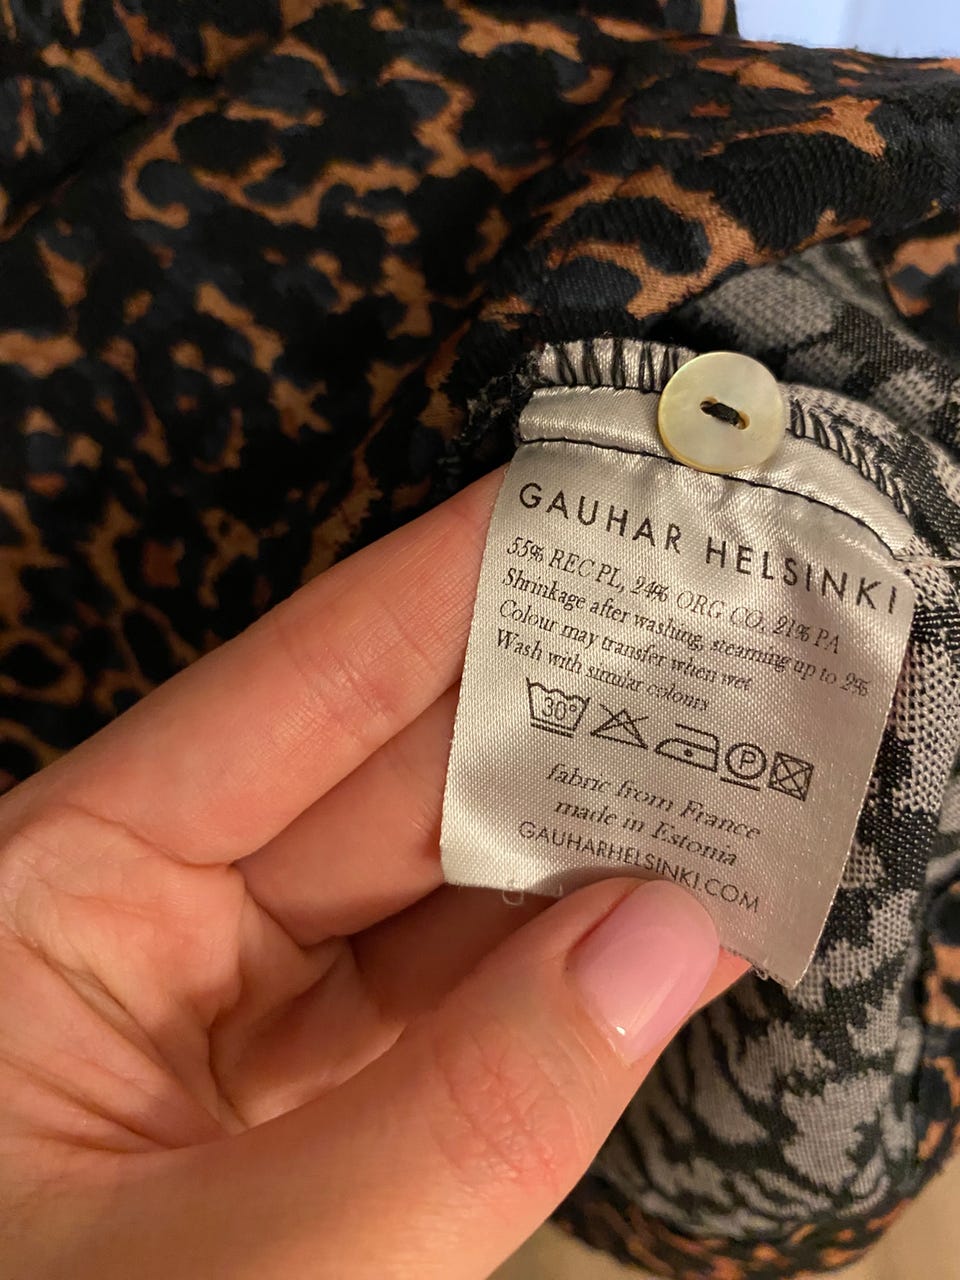 GAUHAR HELSINKI
55% REC PL, 24% ORG CO, 21% PA
Shrinkage after washing, steaming up to 2%
Colour may transfer when wet
Wash with similar colours
30°
P
fabric from France
made in Estonia
GAUHARHELSINKI.COM